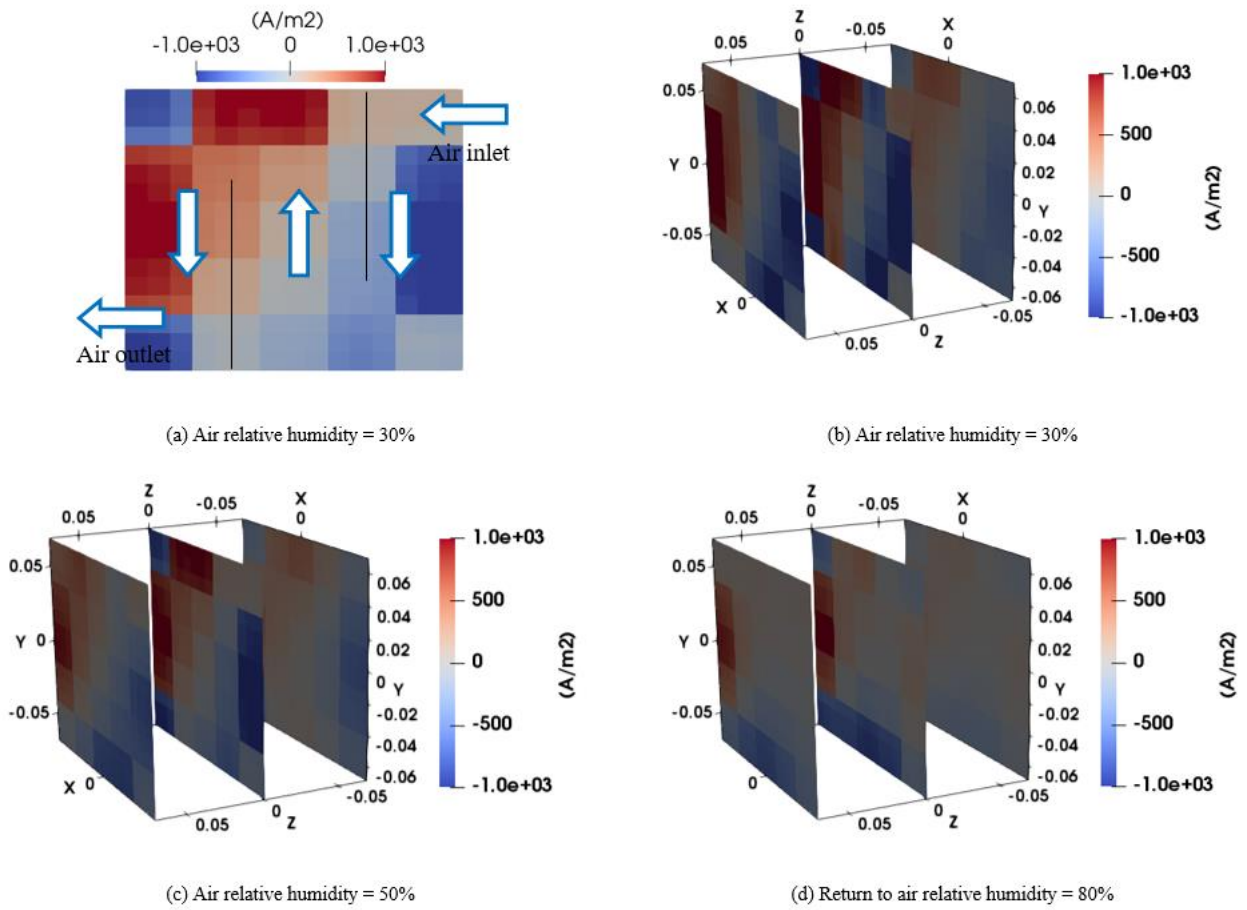 (A/m2)
-1.0e+03 0 1.0e+03
Air inlet
Air outlet
(a) Air relative humidity = 30%
Z X
0.05 0 -0.05 0
0.05
Y 0
-0.05
X 0
0.05 0 -0.05
Z
0.06
0.04
0.02
0 Y
-0.02
-0.04
-0.06
1.0e+03
500
0
-500
-1.0e+03
(A/m2)
(b) Air relative humidity = 30%
Z X
0.05 0 -0.05 0
0.05
Y 0
-0.05
X 0
0.05 0 -0.05
Z
0.06
0.04
0.02
0 Y
-0.02
-0.04
-0.06
1.0e+03
500
0
-500
-1.0e+03
(A/m2)
(c) Air relative humidity = 50%
Z X
0.05 0 -0.05 0
0.05
Y 0
-0.05
X 0
0.05 0 -0.05
Z
0.06
0.04
0.02
0 Y
-0.02
-0.04
-0.06
1.0e+03
500
0
-500
-1.0e+03
(A/m2)
(d) Return to air relative humidity = 80%